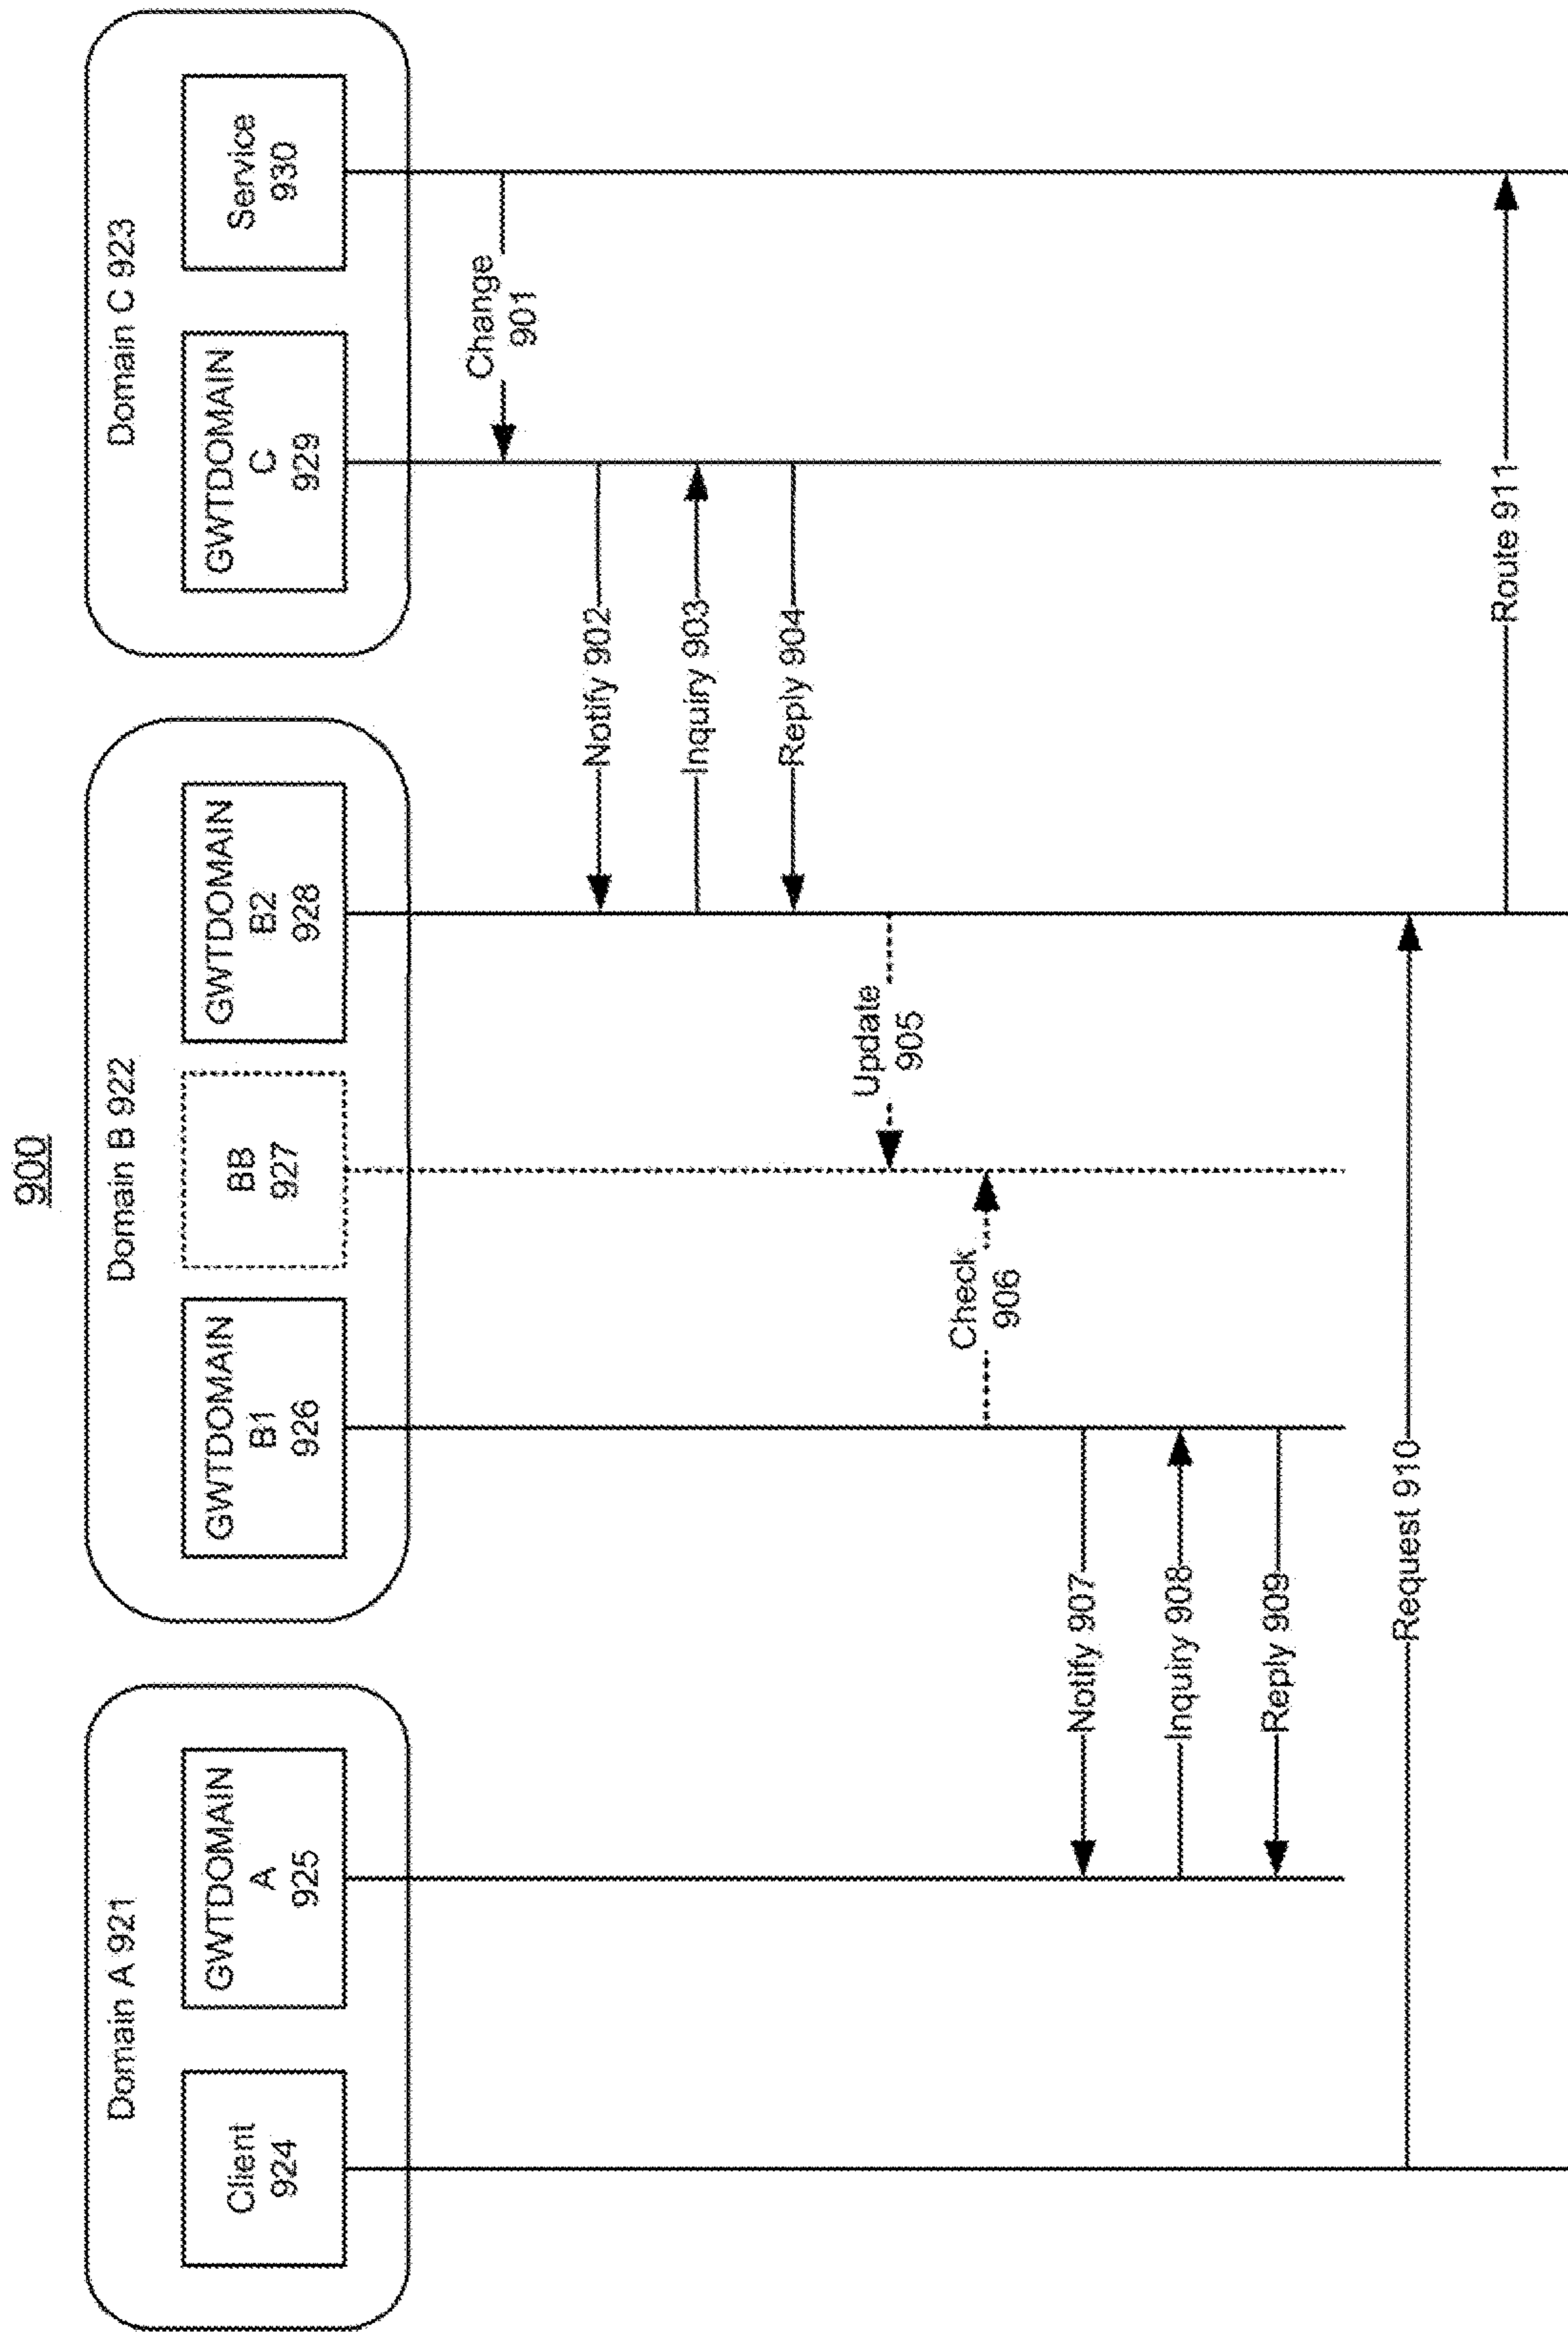 900
Domain A 921
Domain B 922
Domain C 923
Client
924
GWTDOMAIN
A
925
GWTDOMAIN
B1
926
BB
927
GWTDOMAIN
B2
928
GWTDOMAIN
C
929
Service
930
Change
901
Notify 902
Inquiry 903
Reply 904
Update
905
Check
906
Notify 907
Inquiry 908
Reply 909
Request 910
Route 911